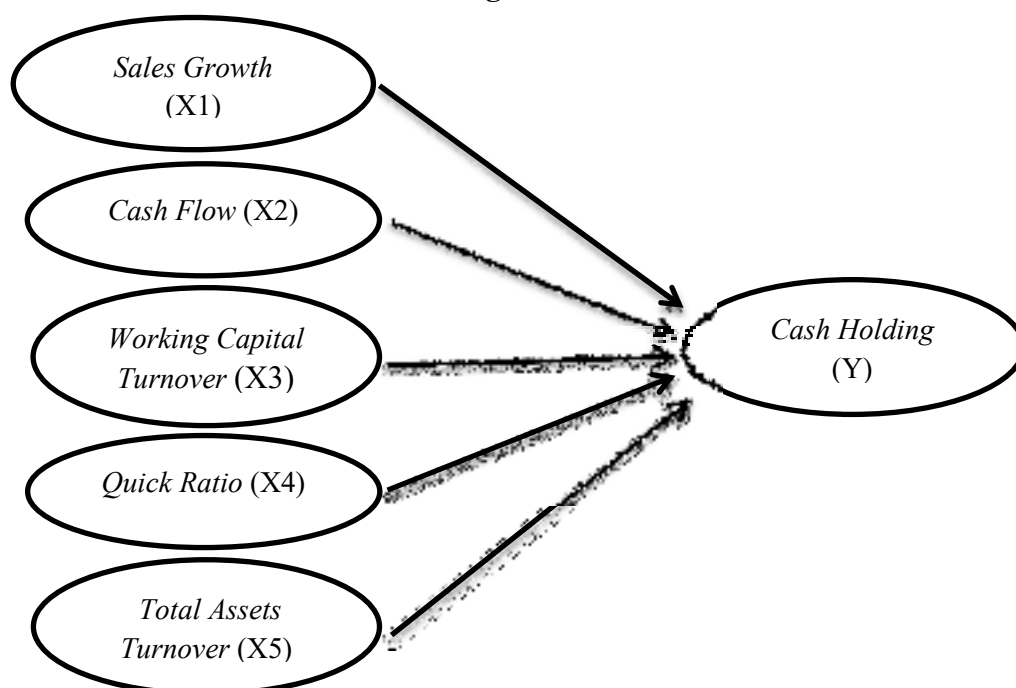 Sales Growth
(X1)
Cash Flow (X2)
Working Capital
Turnover (X3)
Quick Ratio (X4)
Total Assets
Turnover (X5)
Cash Holding
(Y)